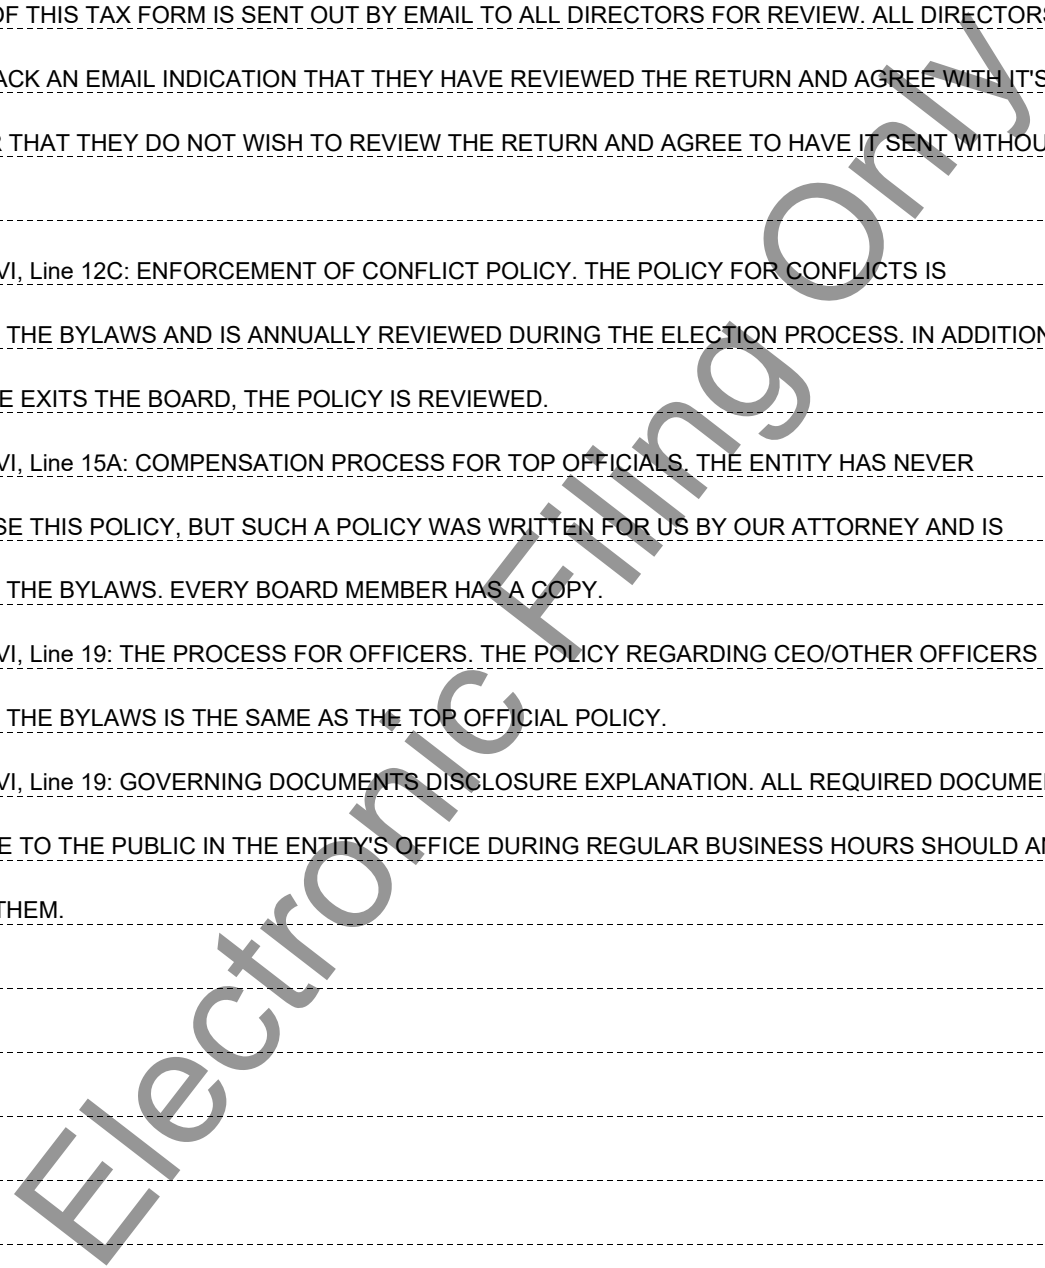 OF THIS TAX FORM IS SENT OUT BY EMAIL TO ALL DIRECTORS FOR REVIEW. ALL DIRECTORS
ACK AN EMAIL INDICATION THAT THEY HAVE REVIEWED THE RETURN AND AGREE WITH IT'S
R THAT THEY DO NOT WISH TO REVIEW THE RETURN AND AGREE TO HAVE IT SENT WITHOU
VI, Line 12C: ENFORCEMENT OF CONFLICT POLICY. THE POLICY FOR CONFLICTS IS
THE BYLAWS AND IS ANNUALLY REVIEWED DURING THE ELECTION PROCESS. IN ADDITION
E EXITS THE BOARD, THE POLICY IS REVIEWED.
VI, Line 15A: COMPENSATION PROCESS FOR TOP OFFICIALS. THE ENTITY HAS NEVER
SE THIS POLICY, BUT SUCH A POLICY WAS WRITTEN FOR US BY OUR ATTORNEY AND IS
THE BYLAWS. EVERY BOARD MEMBER HAS A COPY.
VI, Line 19: THE PROCESS FOR OFFICERS. THE POLICY REGARDING CEO/OTHER OFFICERS
THE BYLAWS IS THE SAME AS THE TOP OFFICIAL POLICY.
VI, Line 19: GOVERNING DOCUMENTS DISCLOSURE EXPLANATION. ALL REQUIRED DOCUME
E TO THE PUBLIC IN THE ENTITY'S OFFICE DURING REGULAR BUSINESS HOURS SHOULD AN
THEM.
Electronic Filing Only